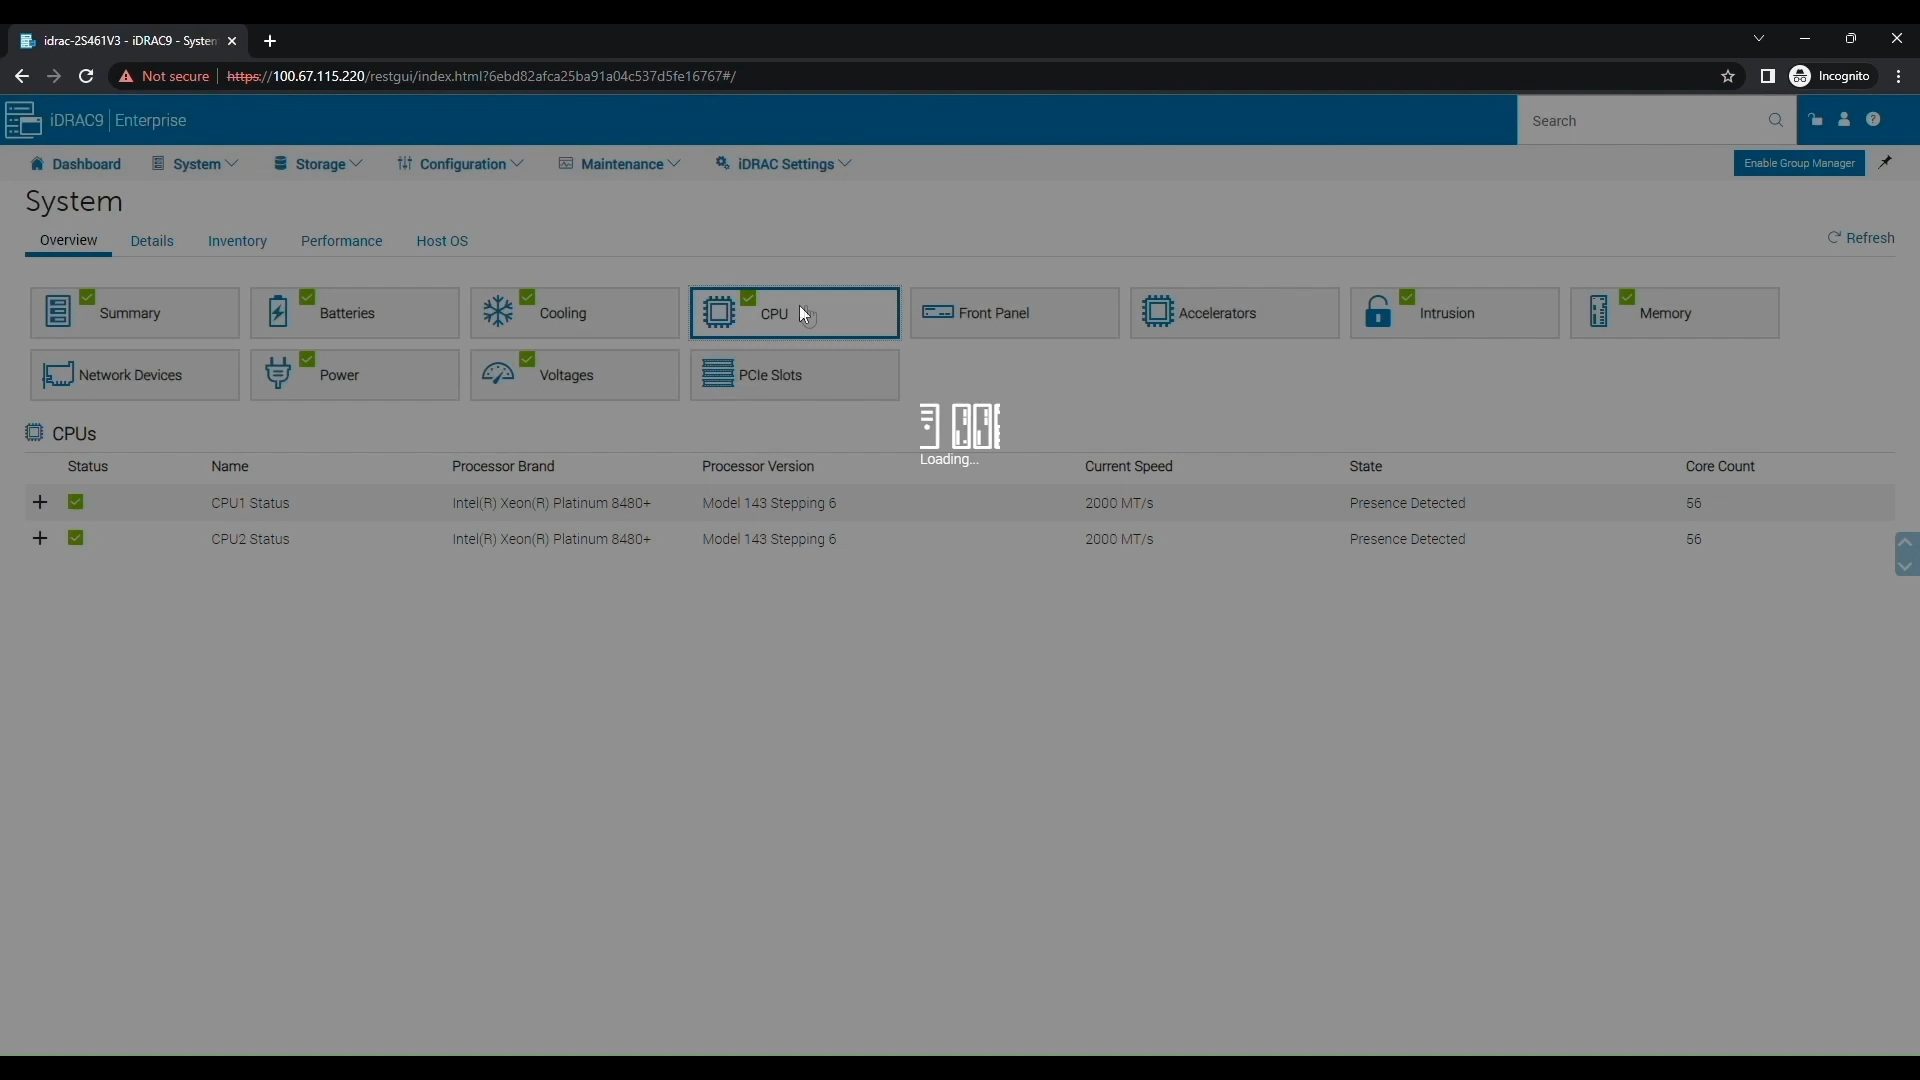 idrac-2S461V3 - iDRAC9 - System
Not secure https://100.67.115.220/restgui/index.html?6ebd82afca25ba91a04c537d5fe16767#/ Incognito
iDRAC9 Enterprise Search
Dashboard System Storage Configuration Maintenance iDRAC Settings Enable Group Manager
System
Overview Details Inventory Performance Host OS Refresh
Summary Batteries Cooling CPU Front Panel Accelerators Intrusion Memory
Network Devices Power Voltages PCIe Slots
CPUs
Loading...
Status Name Processor Brand Processor Version Current Speed State Core Count
+ CPU1 Status Intel(R) Xeon(R) Platinum 8480+ Model 143 Stepping 6 2000 MT/s Presence Detected 56
+ CPU2 Status Intel(R) Xeon(R) Platinum 8480+ Model 143 Stepping 6 2000 MT/s Presence Detected 56